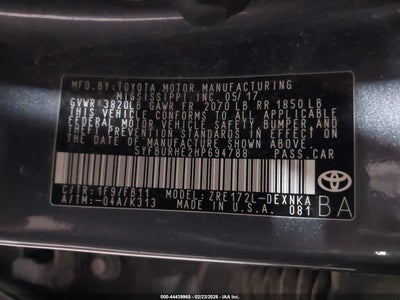 MFD. BY: TOYOTA MOTOR MANUFACTURING
MISSISSIPPI INC 05/17
GVWR 3820LB GAWR FR 2070 LB RR 1850 LB
THIS VEHICLE CONFORMS TO ALL APPLICABLE
FEDERAL MOTOR VEHICLE SAFETY, BUMPER, AND
THEFT PREVENTION STANDARDS IN EFFECT ON
THE DATE OF MANUFACTURE SHOWN ABOVE.
5YFBURHE2HP694788 PASS.CAR
C/TR: 1F9/FB11 MODEL: ZRE172L-DEXNKA
A/TM: -04A/K313 MADE IN U.S.A. 081
TOYOTA
BA
000-44439965 - 02/23/2026 - IAA, Inc.